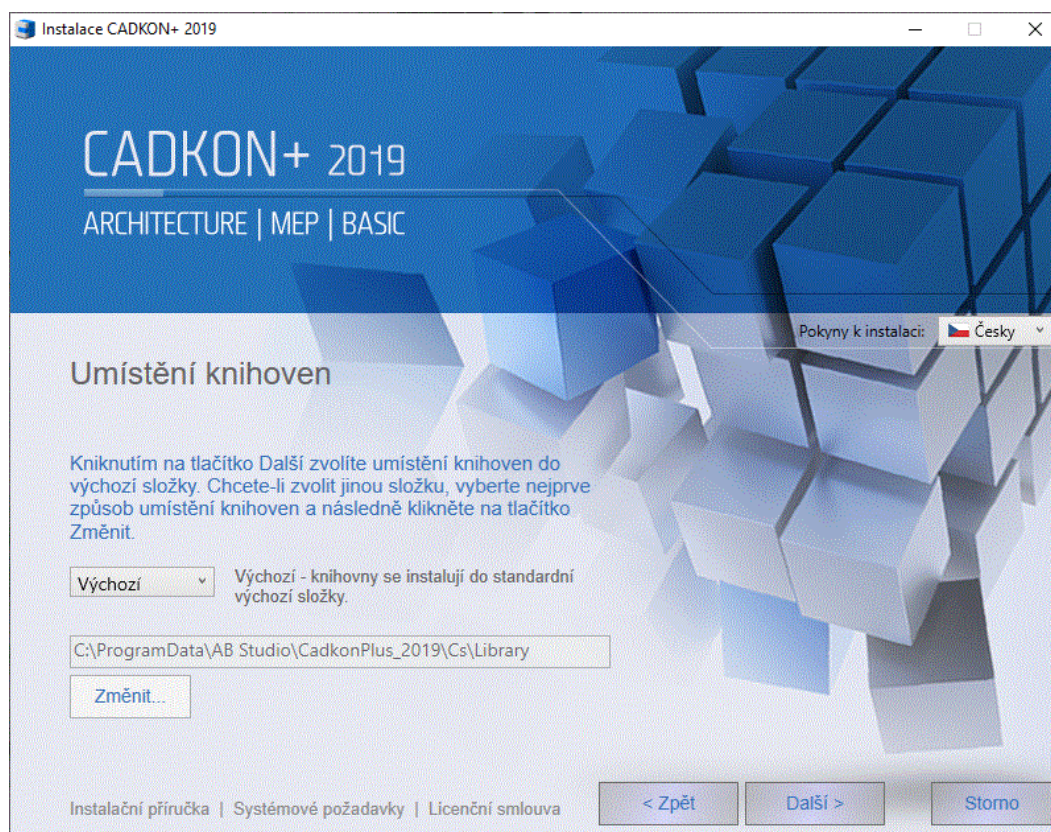 Instalace CADKON+ 2019
CADKON+ 2019
ARCHITECTURE | MEP | BASIC
Pokyny k instalaci:
Česky
Umístění knihoven
Kniknutím na tlačítko Další zvolíte umístění knihoven do
výchozí složky. Chcete-li zvolit jinou složku, vyberte nejprve
způsob umístění knihoven a následně klikněte na tlačítko
Změnit.
Výchozí
Výchozí - knihovny se instalují do standardní
výchozí složky.
C:\ProgramData\AB Studio\CadkonPlus_2019\Cs\Library
Změnit...
Instalační příručka | Systémové požadavky | Licenční smlouva
< Zpět
Další >
Storno